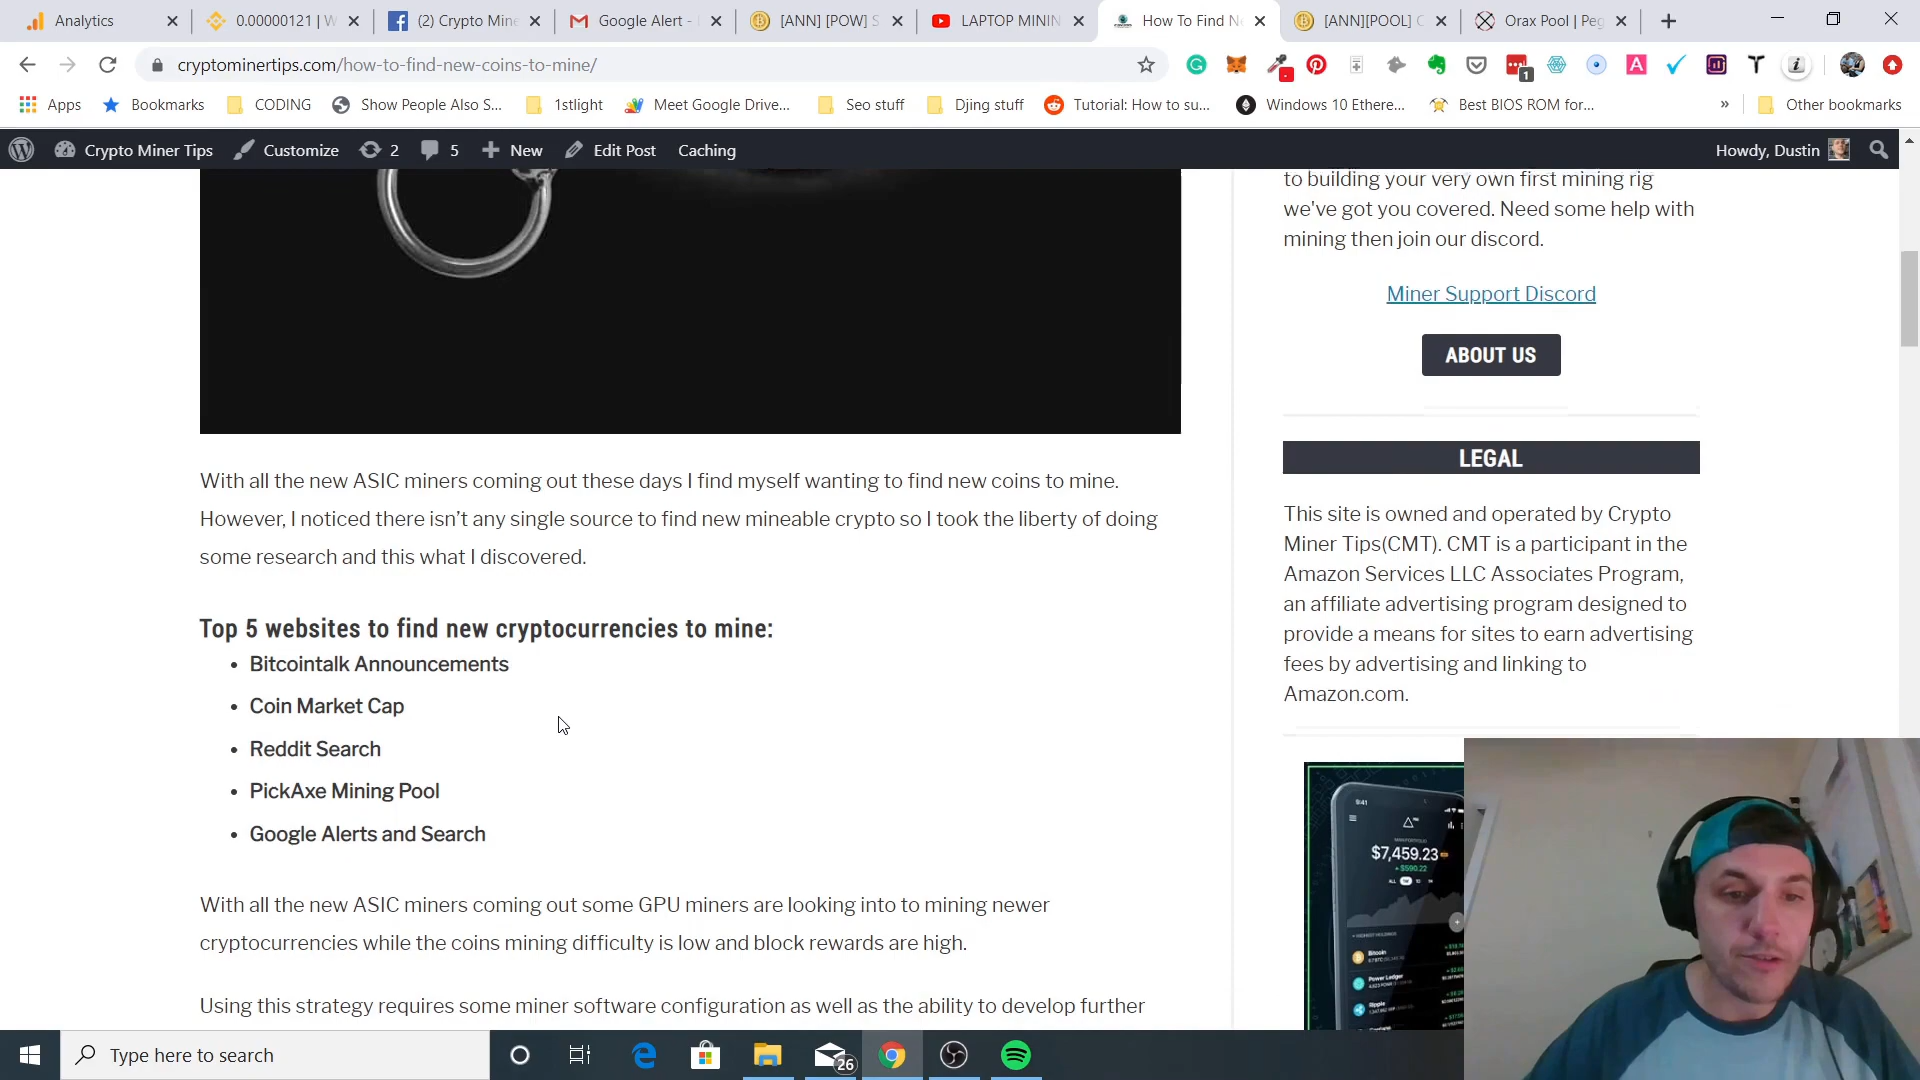 Analytics
0.00000121 | W
(2) Crypto Mine
Google Alert -
[ANN] [POW] S
LAPTOP MININ
How To Find Ne
[ANN][POOL] C
Orax Pool | Peg
cryptominertips.com/how-to-find-new-coins-to-mine/
1
Apps
Bookmarks
CODING
Show People Also S...
1stlight
Meet Google Drive...
Seo stuff
Djing stuff
Tutorial: How to su...
Windows 10 Ethere...
Best BIOS ROM for...
»
Other bookmarks
Crypto Miner Tips
Customize
2
5
New
Edit Post
Caching
Howdy, Dustin
to building your very own first mining rig
we've got you covered. Need some help with
mining then join our discord.
Miner Support Discord
ABOUT US
LEGAL
This site is owned and operated by Crypto
Miner Tips(CMT). CMT is a participant in the
Amazon Services LLC Associates Program,
an affiliate advertising program designed to
provide a means for sites to earn advertising
fees by advertising and linking to
Amazon.com.
9:41
$7,459.23
+$590.22
Bitcoin
Power Ledger
Ripple
With all the new ASIC miners coming out these days I find myself wanting to find new coins to mine.
However, I noticed there isn't any single source to find new mineable crypto so I took the liberty of doing
some research and this what I discovered.
Top 5 websites to find new cryptocurrencies to mine:
• Bitcointalk Announcements
• Coin Market Cap
• Reddit Search
• PickAxe Mining Pool
• Google Alerts and Search
With all the new ASIC miners coming out some GPU miners are looking into to mining newer
cryptocurrencies while the coins mining difficulty is low and block rewards are high.
Using this strategy requires some miner software configuration as well as the ability to develop further
Type here to search
26